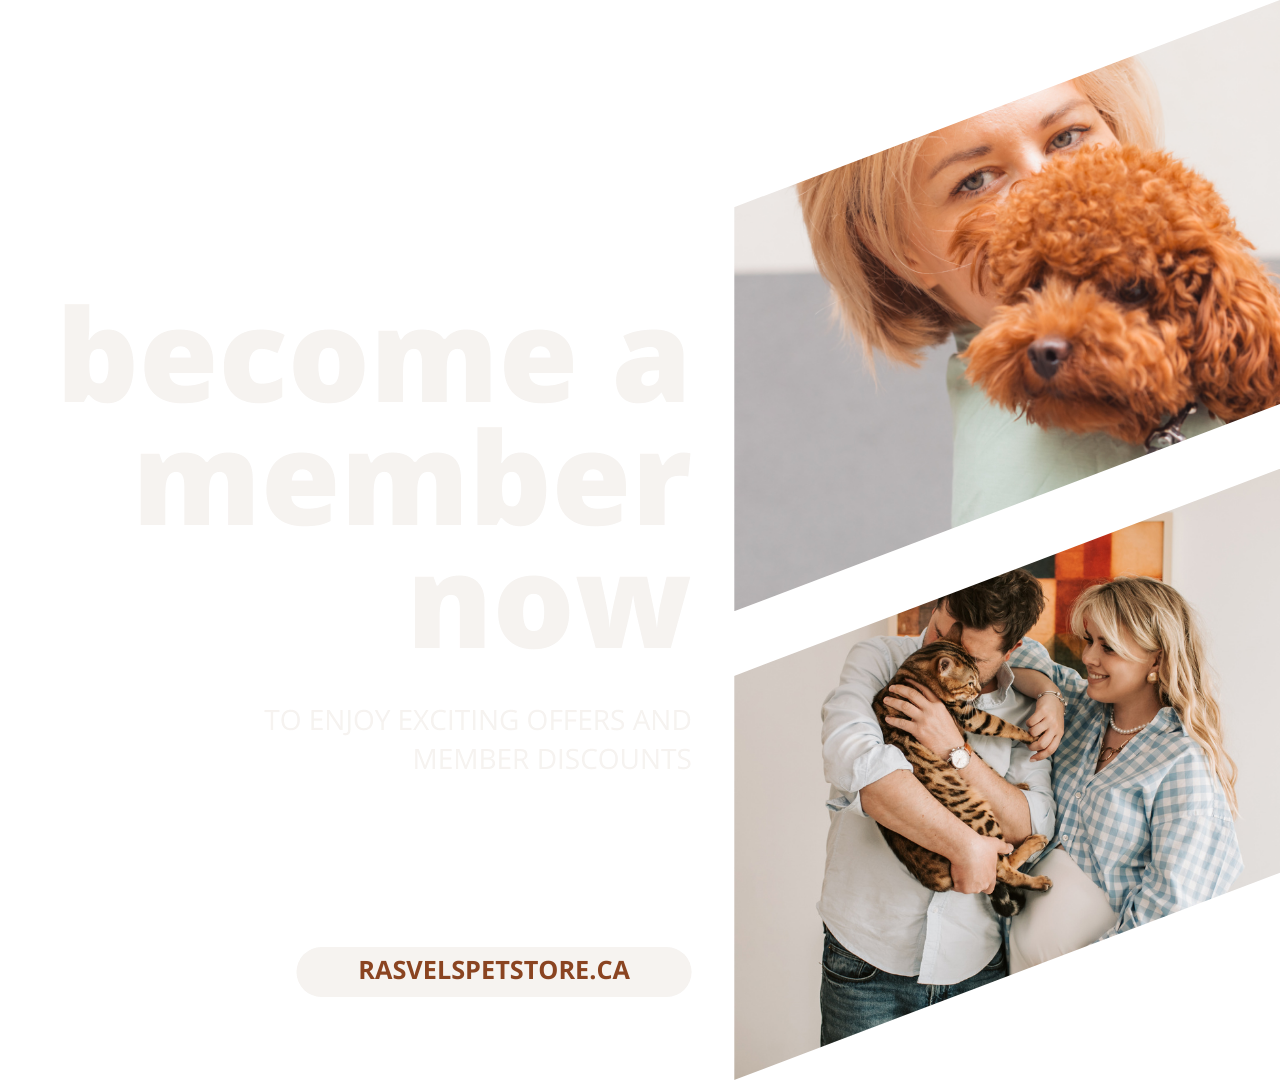 become a
member
now
TO ENJOY EXCITING OFFERS AND
MEMBER DISCOUNTS
RASVELSPETSTORE.CA